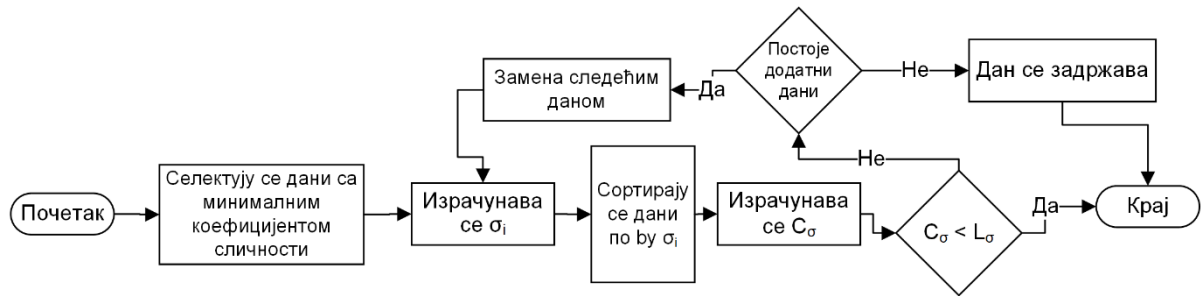 Почетак
Селектују се дани са
минималним
коефицијентом
сличности
Израчунава
се σi
Сортирају
се дани
по by σi
Израчунава
се Cσ
Cσ < Lσ
Да
Крај
Не
Постоје
додатни
дани
Да
Замена следећим
даном
Не
Дан се задржава